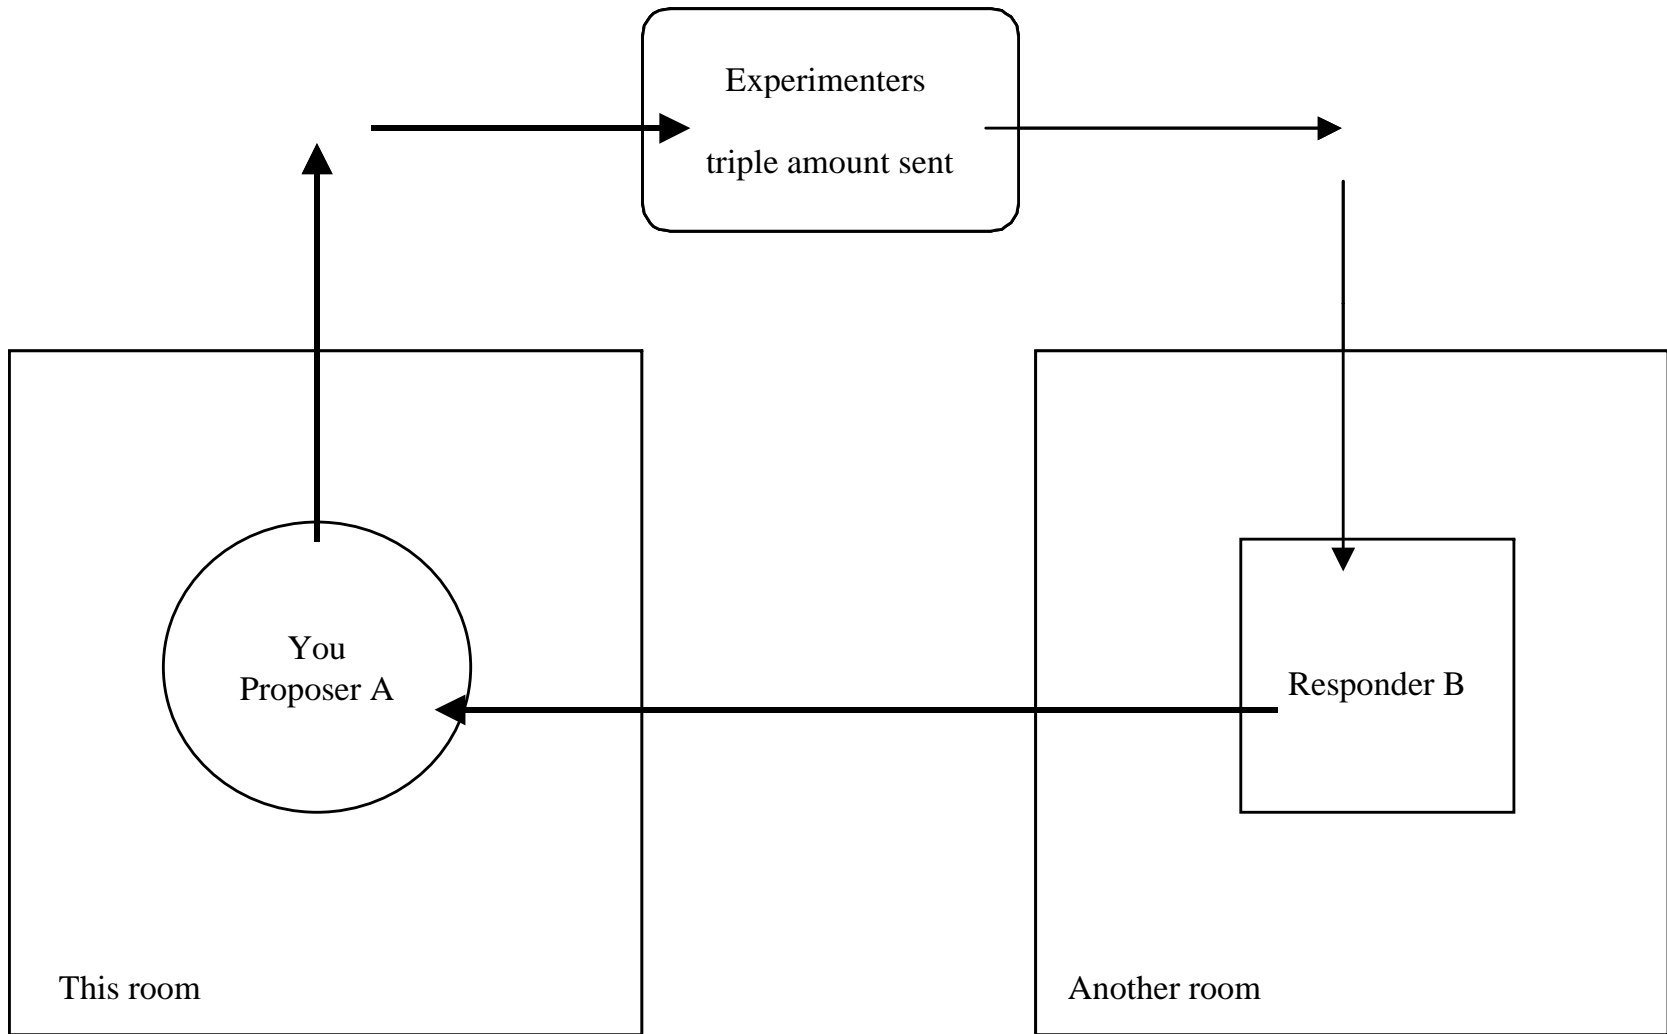 Experimenters
triple amount sent
You
Proposer A
Responder B
This room
Another room